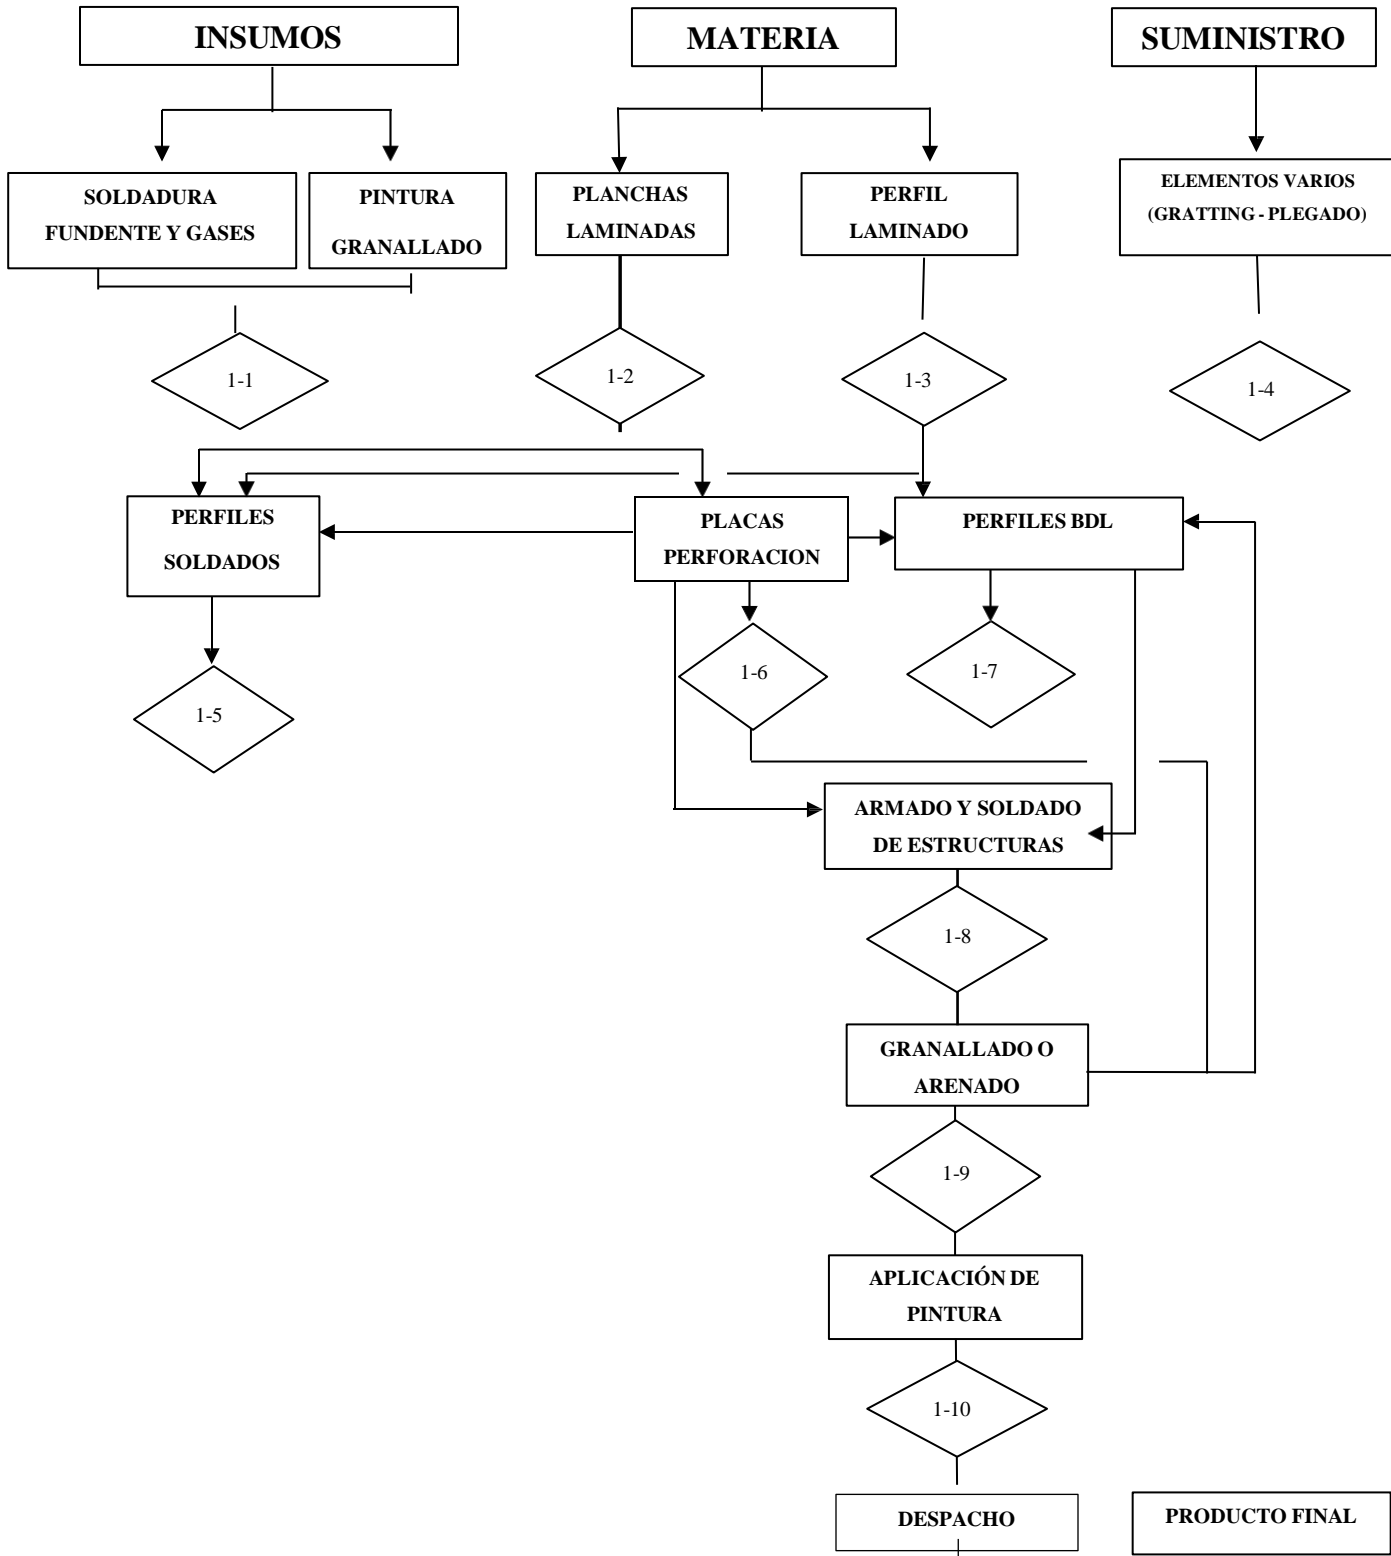 INSUMOS
MATERIA
SUMINISTRO
SOLDADURA
FUNDENTE Y GASES
PINTURA
GRANALLADO
PLANCHAS
LAMINADAS
PERFIL
LAMINADO
ELEMENTOS VARIOS
(GRATTING - PLEGADO)
1-1
1-2
1-3
1-4
PERFILES
SOLDADOS
PLACAS
PERFORACION
PERFILES BDL
1-5
1-6
1-7
ARMADO Y SOLDADO
DE ESTRUCTURAS
1-8
GRANALLADO O
ARENADO
1-9
APLICACIÓN DE
PINTURA
1-10
DESPACHO
PRODUCTO FINAL